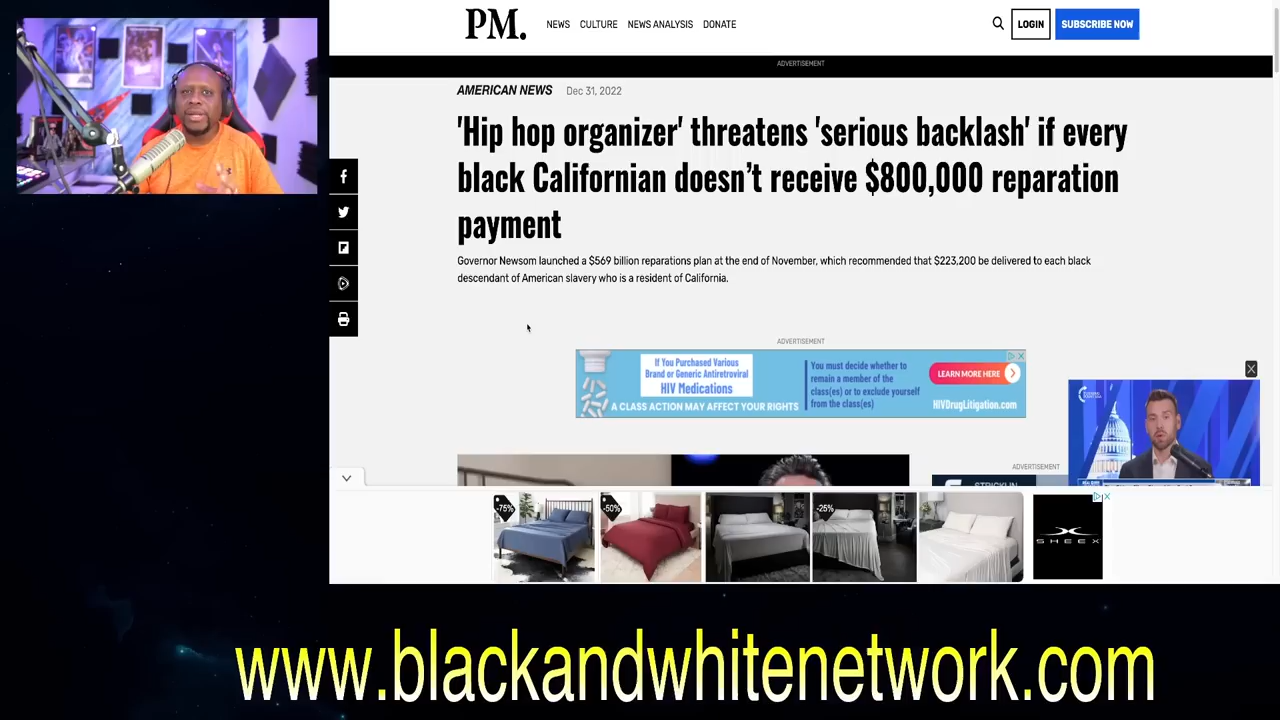 PM.
NEWS CULTURE NEWS ANALYSIS DONATE
LOGIN
SUBSCRIBE NOW
ADVERTISEMENT
AMERICAN NEWS Dec 31, 2022
'Hip hop organizer' threatens 'serious backlash' if every
black Californian doesn’t receive $800,000 reparation
payment
Governor Newsom launched a $569 billion reparations plan at the end of November, which recommended that $223,200 be delivered to each black
descendant of American slavery who is a resident of California.
ADVERTISEMENT
If You Purchased Various
Brand or Generic Antiretroviral
HIV Medications
A CLASS ACTION MAY AFFECT YOUR RIGHTS
You must decide whether to
remain a member of the
class(es) or to exclude yourself
from the class(es)
LEARN MORE HERE
HIVDrugLitigation.com
ADVERTISEMENT
STRICKLIN
-75%
-50%
-25%
SHEEX
www.blackandwhitenetwork.com